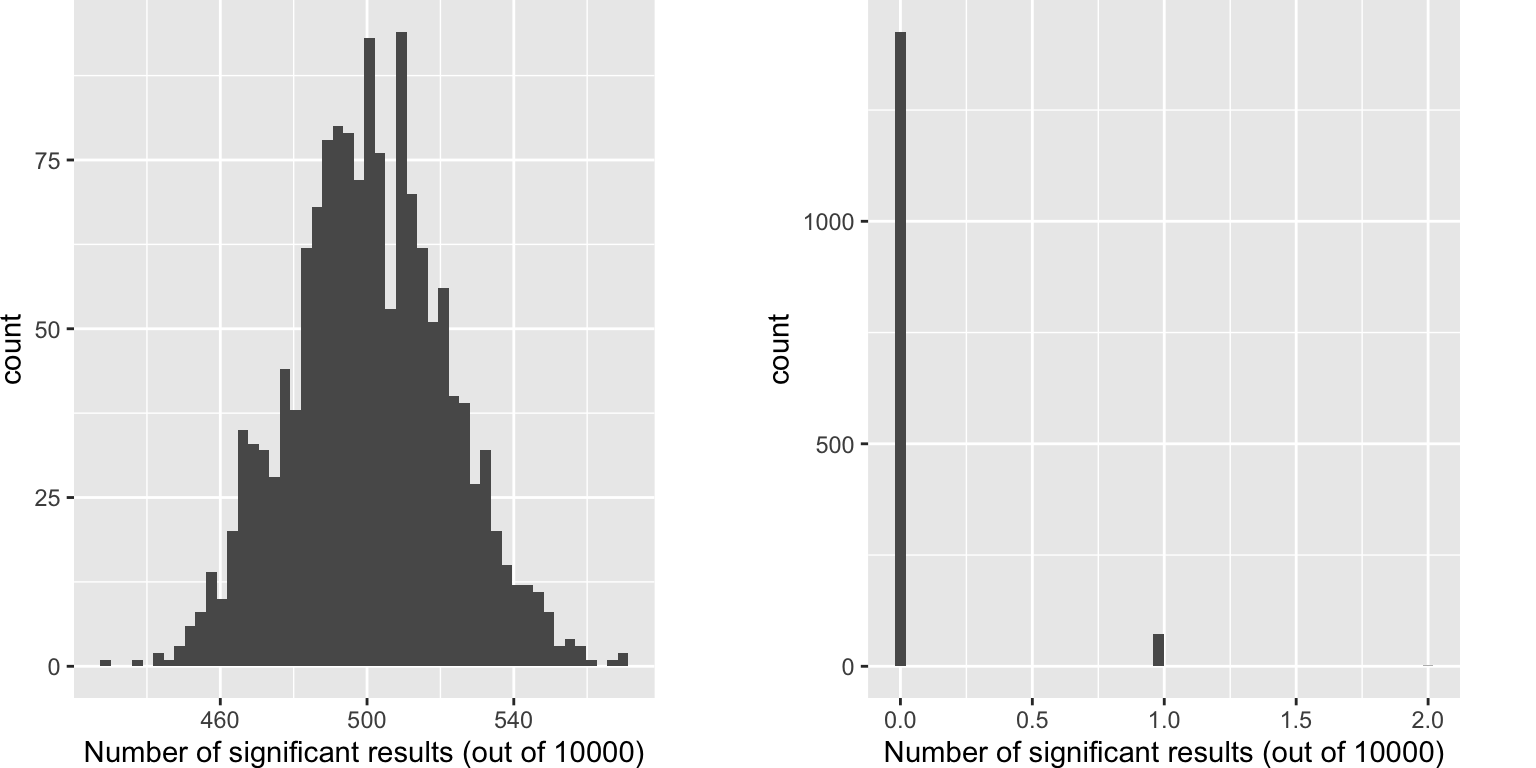 count
75
50
25
0
460 500 540
Number of significant results (out of 10000)
count
1000
500
0
0.0 0.5 1.0 1.5 2.0
Number of significant results (out of 10000)